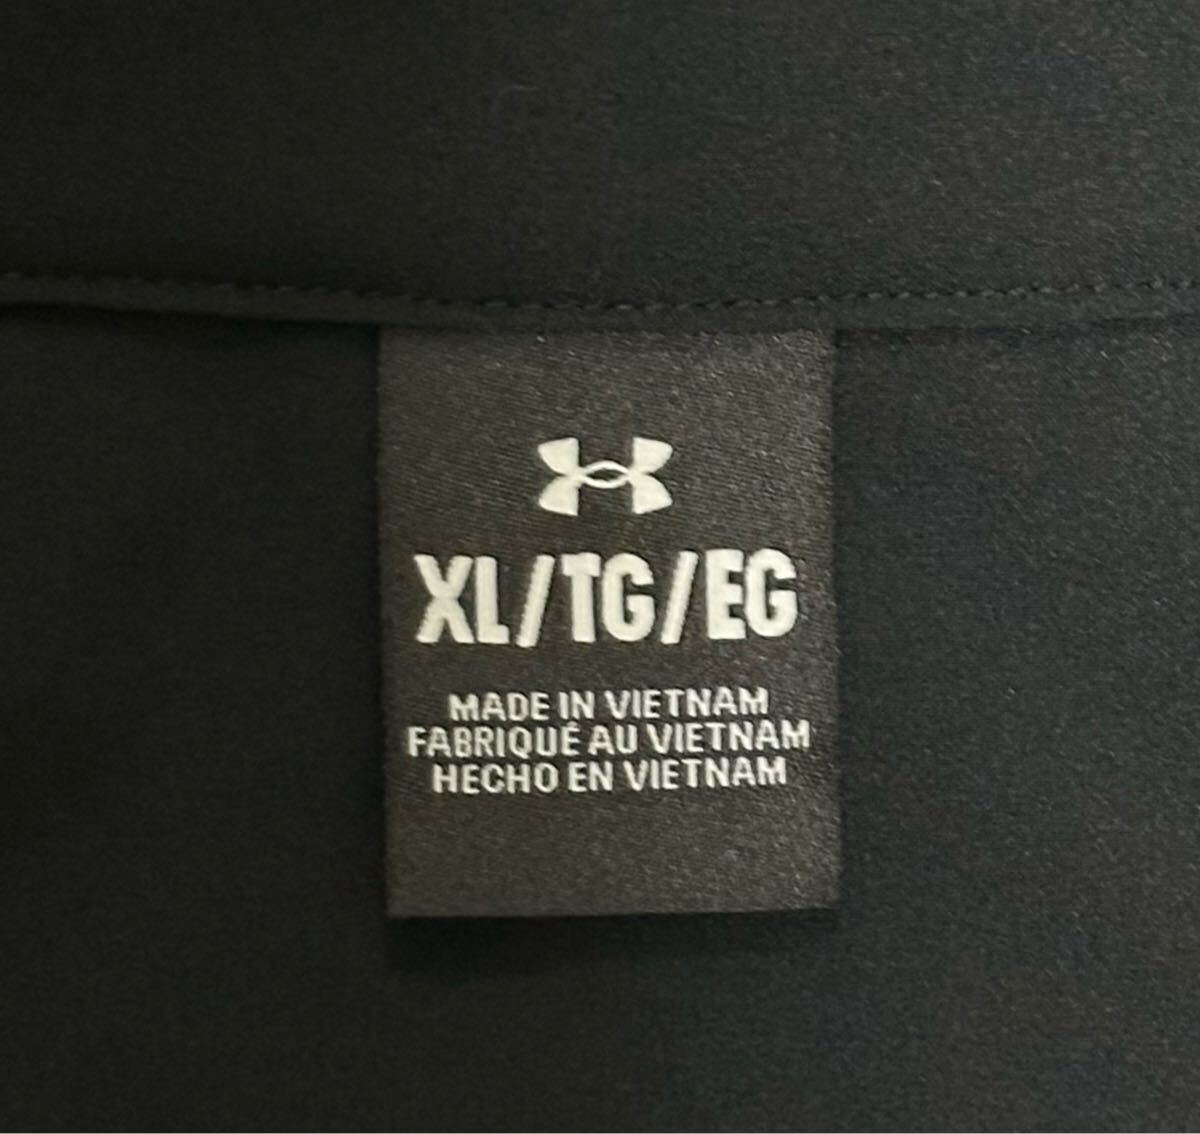 XL/TG/EG
MADE IN VIETNAM
FABRIQUÉ AU VIETNAM
HECHO EN VIETNAM